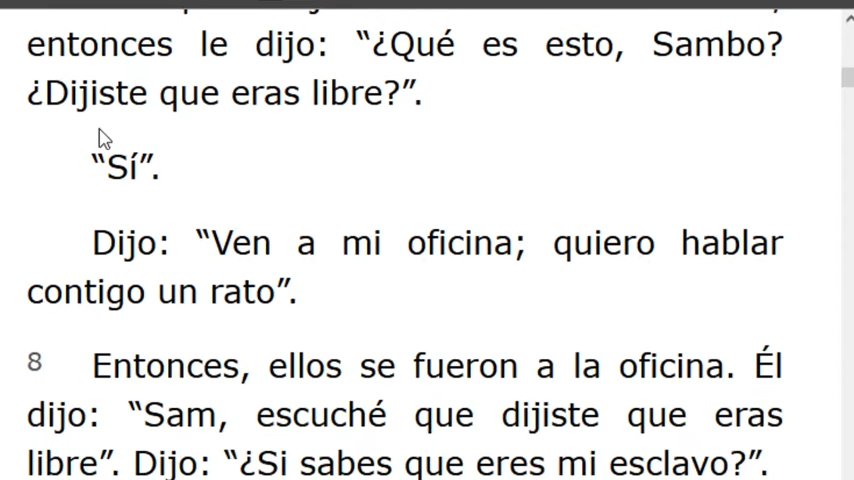 entonces le dijo: “¿Qué es esto, Sambo?
¿Dijiste que eras libre?”.
“Sí”.
Dijo: “Ven a mi oficina; quiero hablar
contigo un rato”.
8 Entonces, ellos se fueron a la oficina. Él
dijo: “Sam, escuché que dijiste que eras
libre”. Dijo: “¿Si sabes que eres mi esclavo?”.